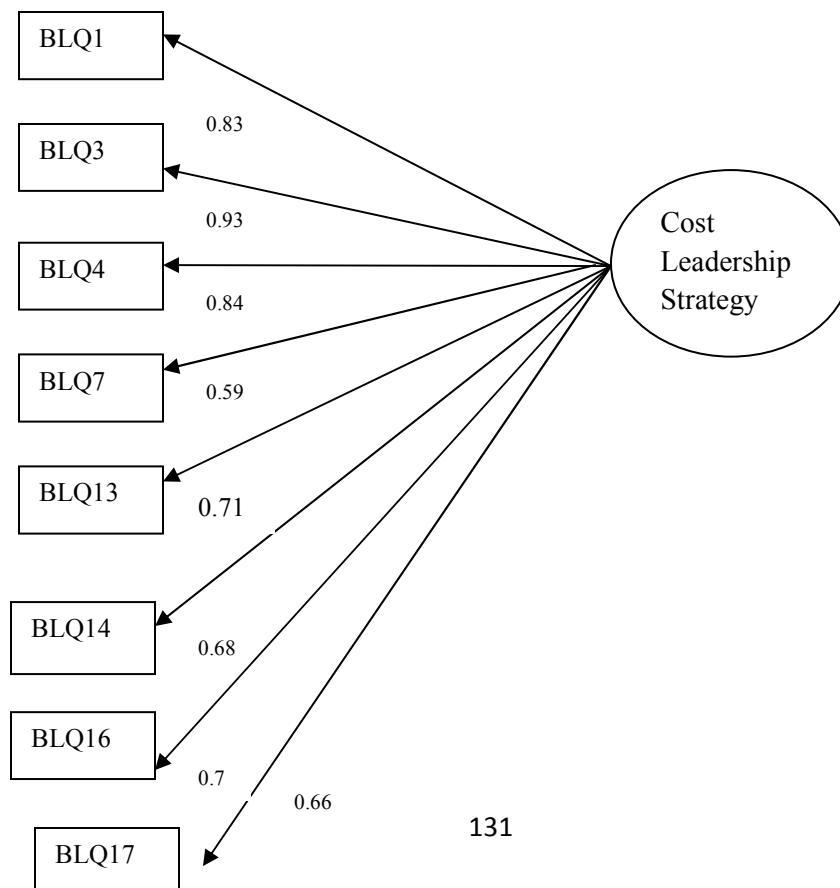 BLQ1
0.83
BLQ3
0.93
BLQ4
0.84
BLQ7
0.59
BLQ13
0.71
BLQ14
0.68
BLQ16
0.7
0.66
BLQ17
Cost
Leadership
Strategy
131